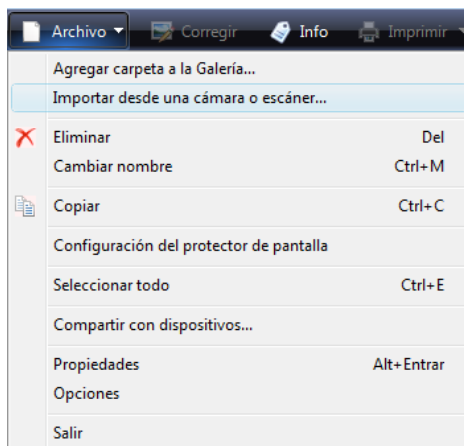 Archivo Corregir Info Imprimir
Agregar carpeta a la Galería...
Importar desde una cámara o escáner...
Eliminar Del
Cambiar nombre Ctrl+M
Copiar Ctrl+C
Configuración del protector de pantalla
Seleccionar todo Ctrl+E
Compartir con dispositivos...
Propiedades Alt+Entrar
Opciones
Salir